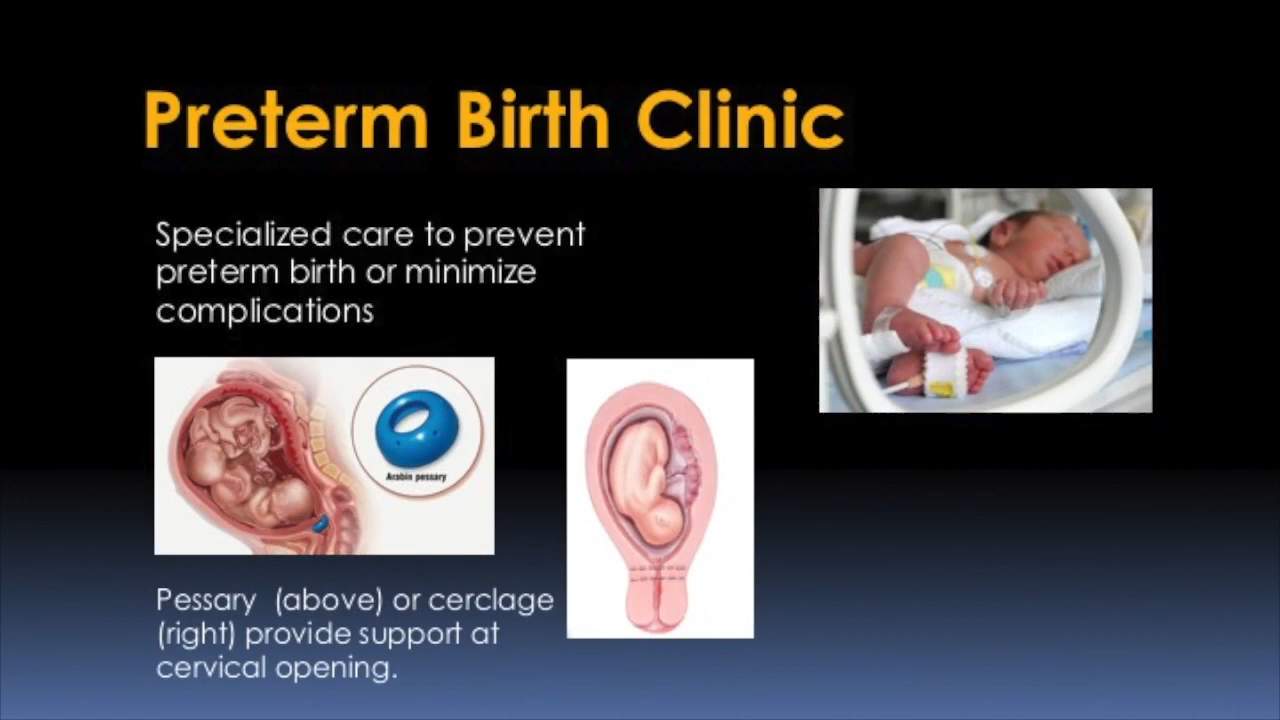 Preterm Birth Clinic
Specialized care to prevent
preterm birth or minimize
complications
Arabin pessary
Pessary (above) or cerclage
(right) provide support at
cervical opening.